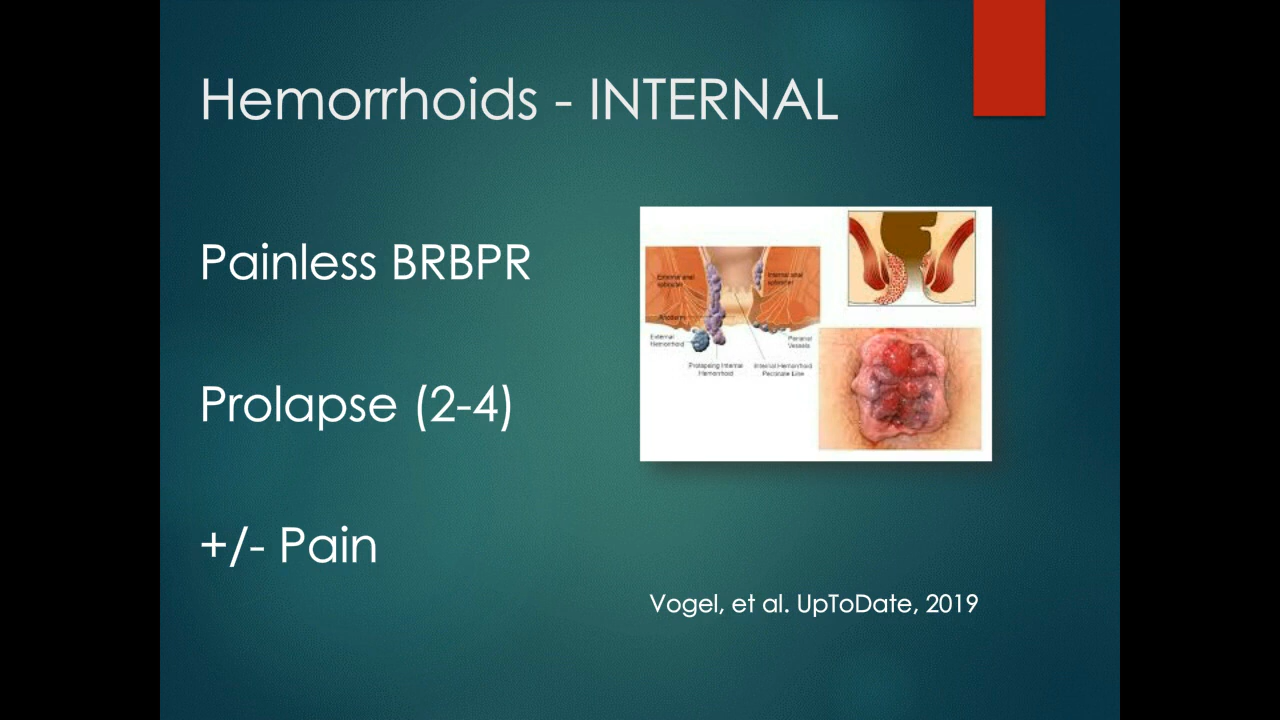 Hemorrhoids - INTERNAL
Painless BRBPR
Prolapse (2-4)
+/- Pain
External anal
sphincter
Internal anal
sphincter
Anoderm
External
Hemorrhoid
Perianal
Vessels
Prolapsing Internal
Hemorrhoid
Internal Hemorrhoid
Pectinate Line
Vogel, et al. UpToDate, 2019